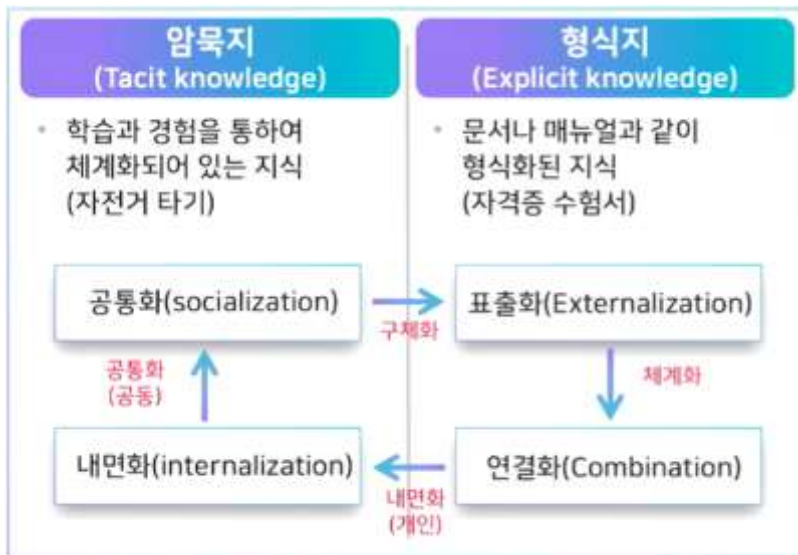 암묵지
(Tacit knowledge)
형식지
(Explicit knowledge)
• 학습과 경험을 통하여
체계화되어 있는 지식
(자전거 타기)
• 문서나 매뉴얼과 같이
형식화된 지식
(자격증 수험서)
공통화(socialization)
구체화
표출화(Externalization)
공통화
(공동)
체계화
내면화(internalization)
내면화
(개인)
연결화(Combination)